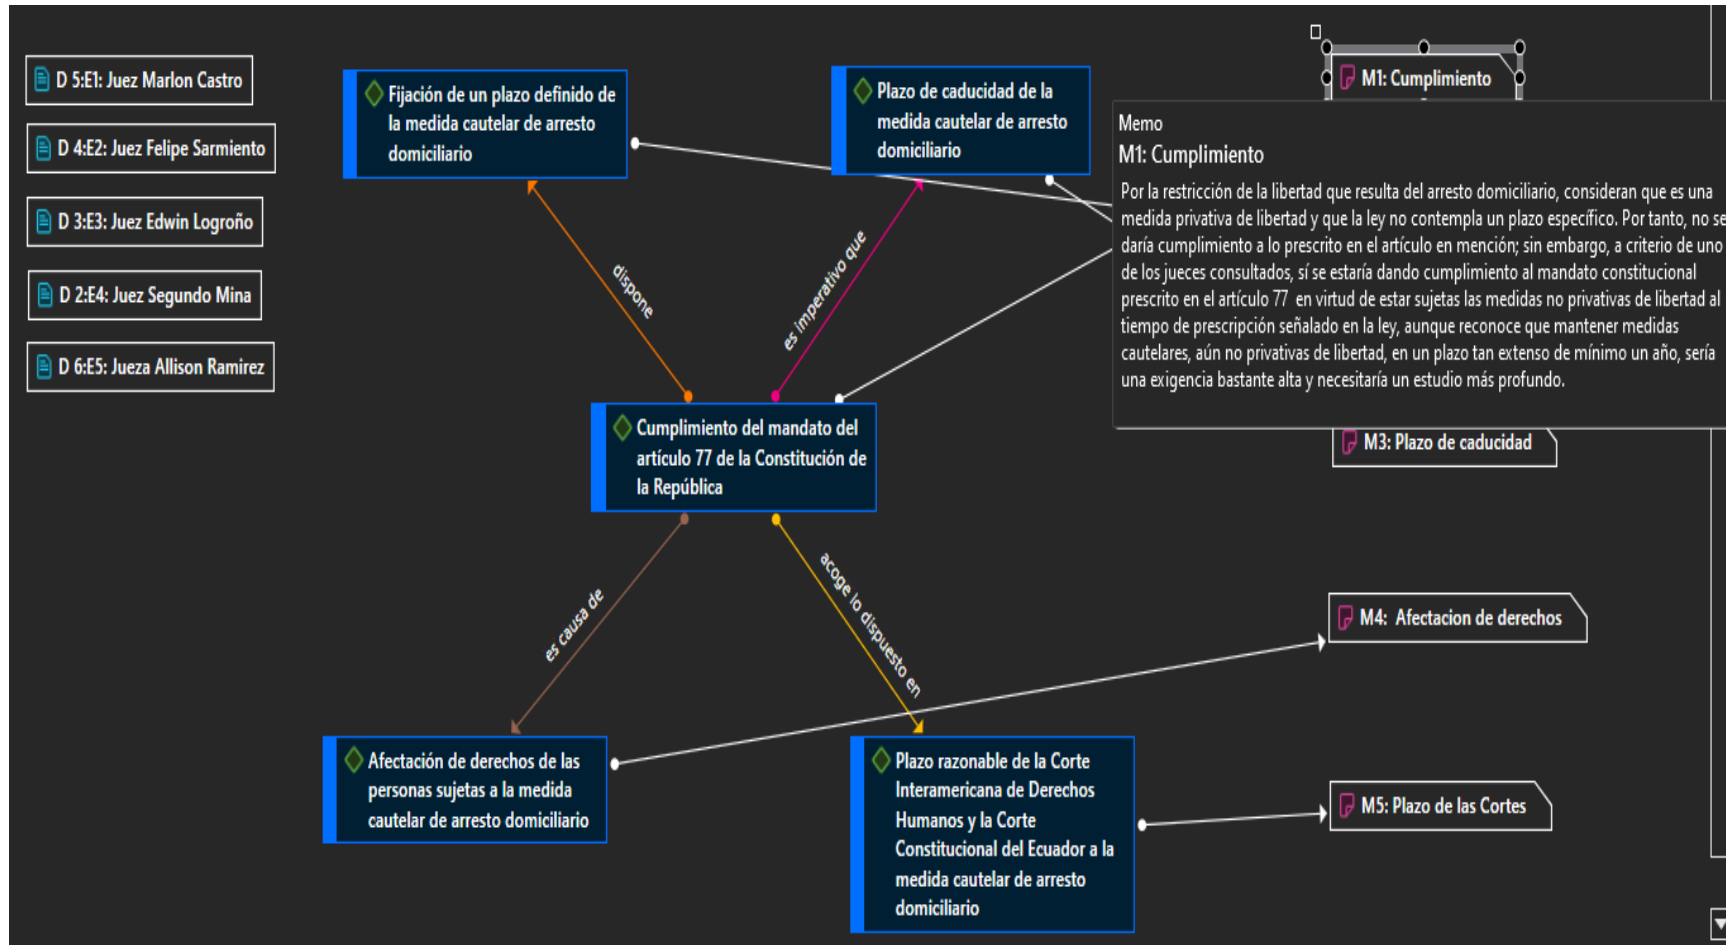 D 5:E1: Juez Marlon Castro
D 4:E2: Juez Felipe Sarmiento
D 3:E3: Juez Edwin Logroño
D 2:E4: Juez Segundo Mina
D 6:E5: Jueza Allison Ramirez
Fijación de un plazo definido de
la medida cautelar de arresto
domiciliario
Plazo de caducidad de la
medida cautelar de arresto
domiciliario
M1: Cumplimiento
Memo
M1: Cumplimiento
Por la restricción de la libertad que resulta del arresto domiciliario, consideran que es una
medida privativa de libertad y que la ley no contempla un plazo específico. Por tanto, no se
daría cumplimiento a lo prescrito en el artículo en mención; sin embargo, a criterio de uno
de los jueces consultados, sí se estaría dando cumplimiento al mandato constitucional
prescrito en el artículo 77 en virtud de estar sujetas las medidas no privativas de libertad al
tiempo de prescripción señalado en la ley, aunque reconoce que mantener medidas
cautelares, aún no privativas de libertad, en un plazo tan extenso de mínimo un año, sería
una exigencia bastante alta y necesitaría un estudio más profundo.
dispone
es imperativo que
Cumplimiento del mandato del
artículo 77 de la Constitución de
la República
M3: Plazo de caducidad
es causa de
acoge lo dispuesto en
M4: Afectacion de derechos
Afectación de derechos de las
personas sujetas a la medida
cautelar de arresto domiciliario
Plazo razonable de la Corte
Interamericana de Derechos
Humanos y la Corte
Constitucional del Ecuador a la
medida cautelar de arresto
domiciliario
M5: Plazo de las Cortes